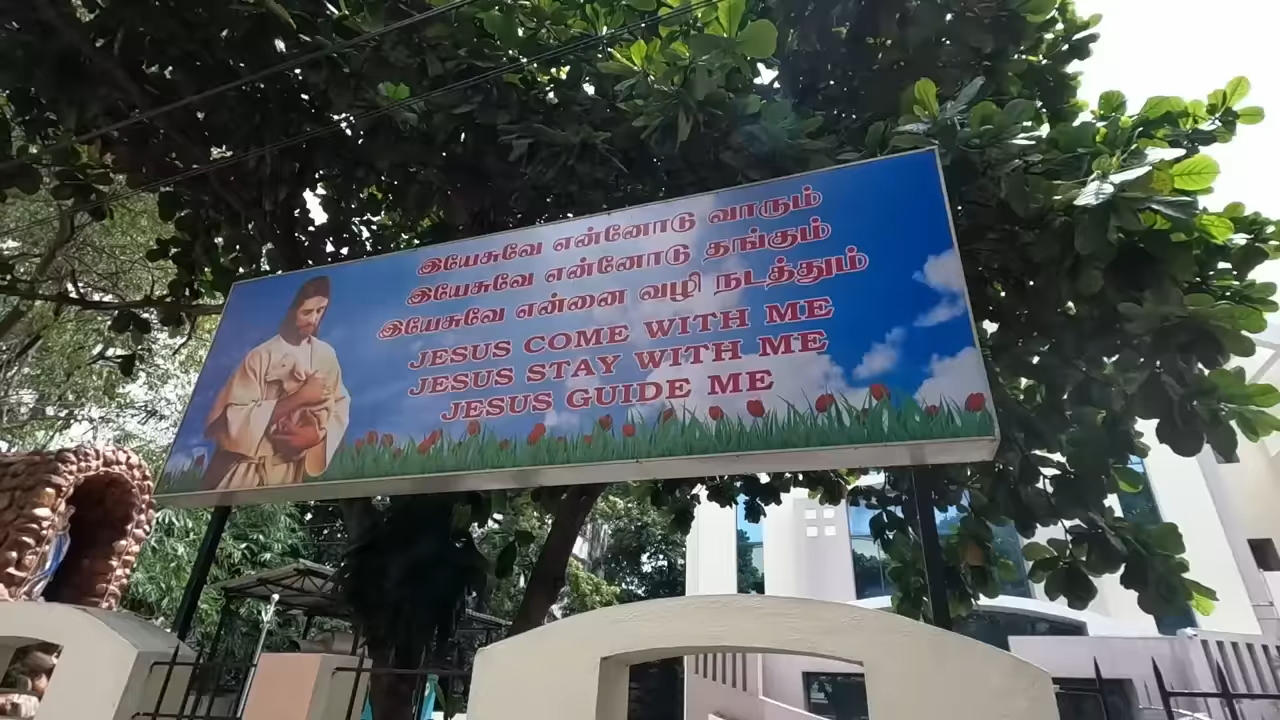 இயேசுவே என்னோடு வாரும்
இயேசுவே என்னோடு தங்கும்
இயேசுவே என்னை வழி நடத்தும்
JESUS COME WITH ME
JESUS STAY WITH ME
JESUS GUIDE ME